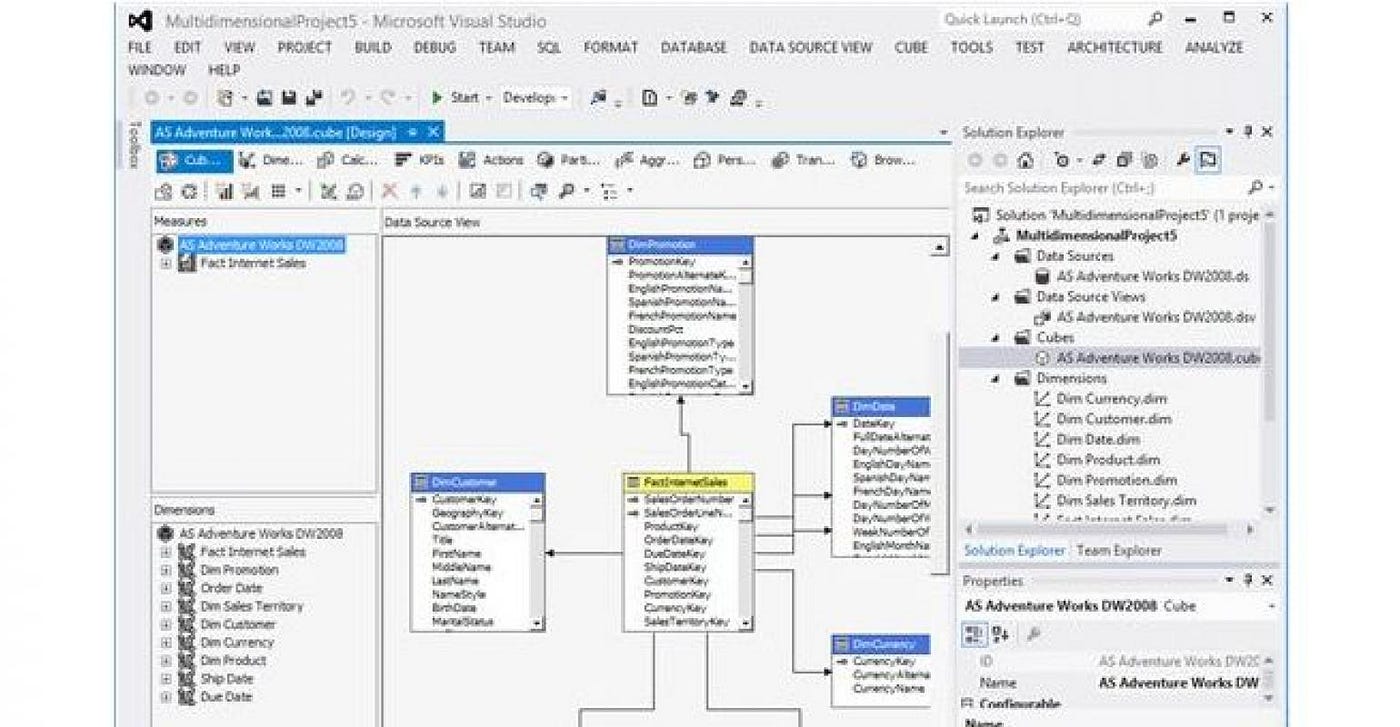 MultidimensionalProject5 - Microsoft Visual Studio
Quick Launch (Ctrl+Q)
FILE EDIT VIEW PROJECT BUILD DEBUG TEAM SQL FORMAT DATABASE DATA SOURCE VIEW CUBE TOOLS TEST ARCHITECTURE ANALYZE
WINDOW HELP
Start Develop
Toolbox
AS Adventure Work...2008.cube [Design]
Cub... Dime... Calc... KPIs Actions Parti... Aggr... Pers... Tran... Brow...
Measures
AS Adventure Works DW2008
Fact Internet Sales
Dimensions
AS Adventure Works DW2008
Fact Internet Sales
Dim Promotion
Order Date
Dim Sales Territory
Dim Customer
Dim Currency
Dim Product
Ship Date
Due Date
Data Source View
DimPromotion
PromotionKey
PromotionAlternateK...
EnglishPromotionNa...
SpanishPromotionNa...
FrenchPromotionName
DiscountPct
EnglishPromotionType
SpanishPromotionTy...
FrenchPromotionType
EnglishPromotionCat...
DimCustomer
CustomerKey
GeographyKey
CustomerAlternat...
Title
FirstName
MiddleName
LastName
NameStyle
BirthDate
MaritalStatus
FactInternetSales
SalesOrderNumber
SalesOrderLineN...
ProductKey
OrderDateKey
DueDateKey
ShipDateKey
CustomerKey
PromotionKey
CurrencyKey
SalesTerritoryKey
DimDate
DateKey
FullDateAlternat
DayNumberOfW
EnglishDayNam
SpanishDayNam
FrenchDayName
DayNumberOfM
DayNumberOfY
WeekNumberOf
EnglishMonthNa
DimCurrency
CurrencyKey
CurrencyAlterna
CurrencyName
Solution Explorer
Search Solution Explorer (Ctrl+;)
Solution 'MultidimensionalProject5' (1 proje
MultidimensionalProject5
Data Sources
AS Adventure Works DW2008.ds
Data Source Views
AS Adventure Works DW2008.dsv
Cubes
AS Adventure Works DW2008.cube
Dimensions
Dim Currency.dim
Dim Customer.dim
Dim Date.dim
Dim Product.dim
Dim Promotion.dim
Dim Sales Territory.dim
Fact Internet Sales.dim
Solution Explorer Team Explorer
Properties
AS Adventure Works DW2008 Cube
ID AS Adventure Works DW20
Name AS Adventure Works DW
Configurable
Name